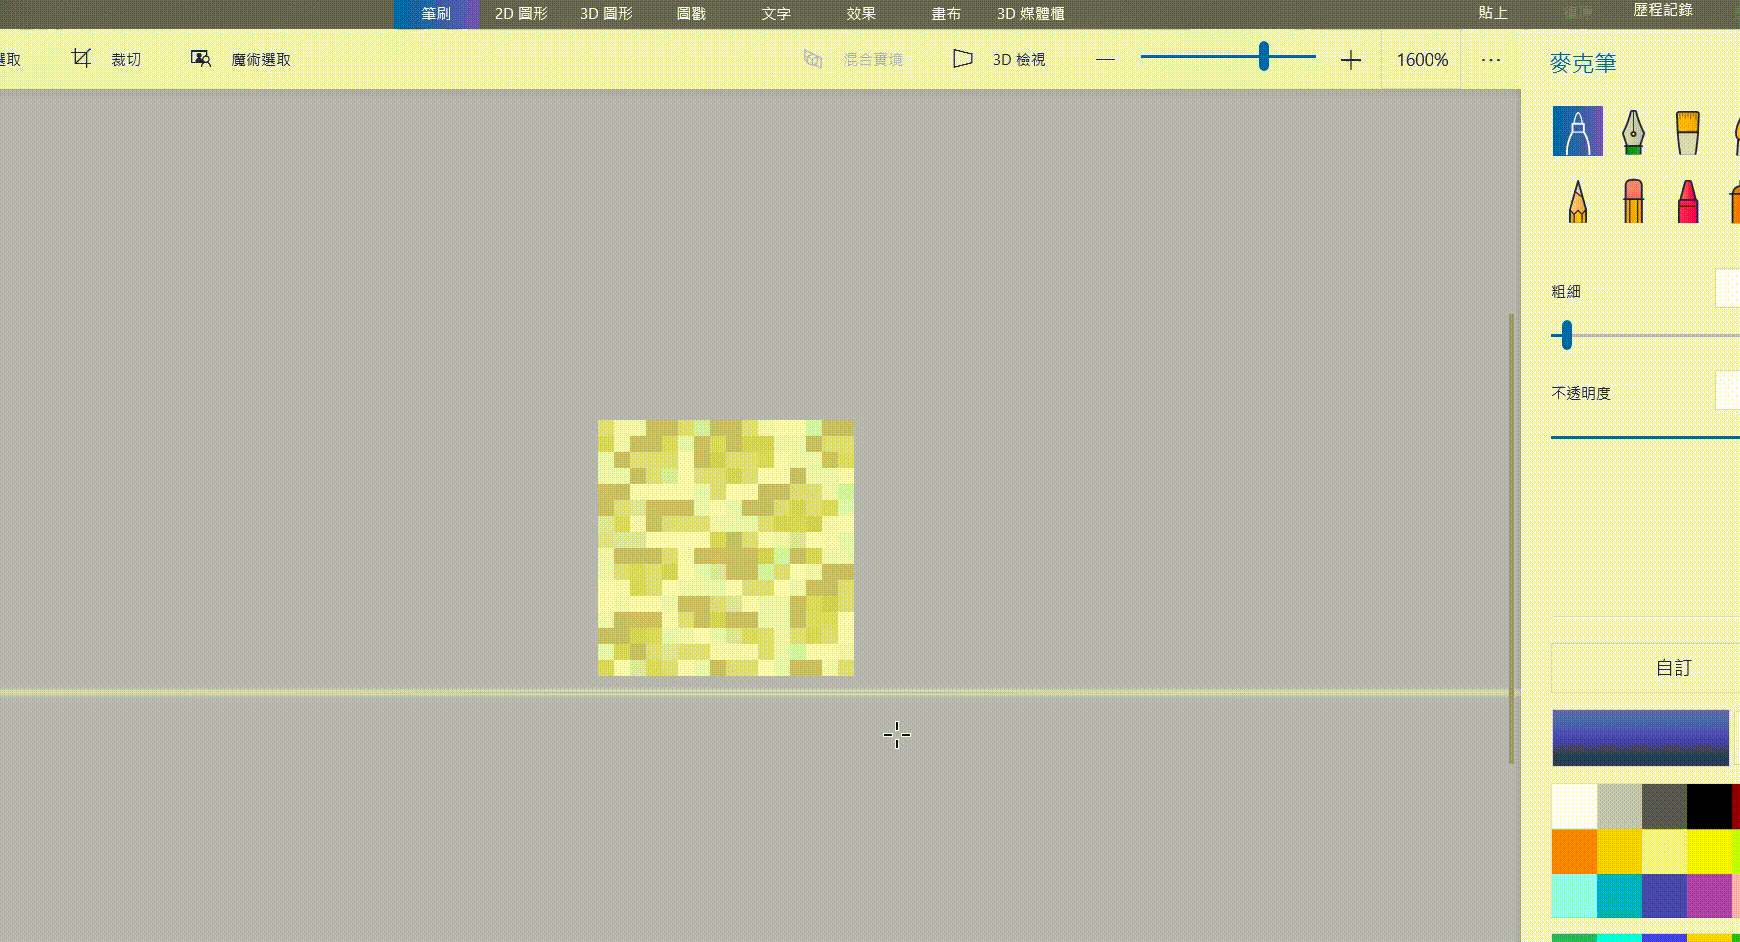 筆刷 2D 圖形 3D 圖形 圖戳 文字 效果 畫布 3D 媒體櫃 貼上 歷程記錄
選取 裁切 魔術選取 混合實境 3D 檢視 1600% ...
麥克筆
粗細
不透明度
自訂